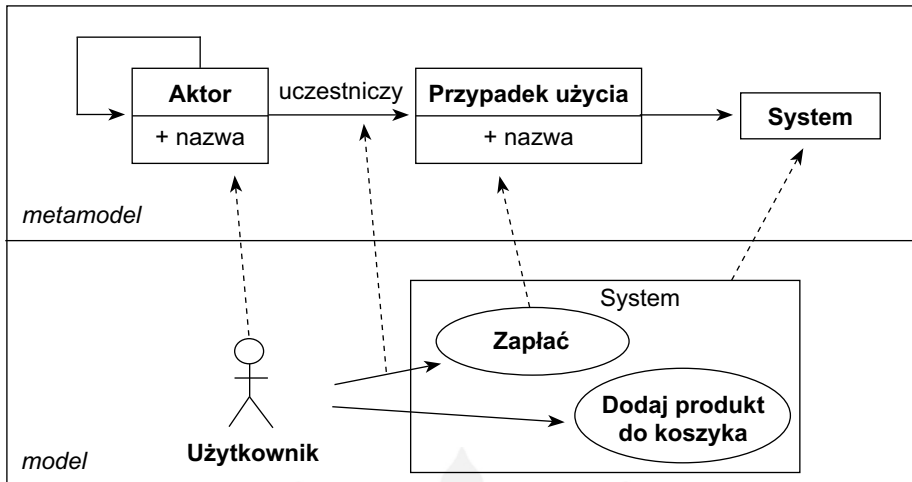 Aktor
+ nazwa
uczestniczy
Przypadek użycia
+ nazwa
System
metamodel
System
Zapłać
Dodaj produkt
do koszyka
Użytkownik
model